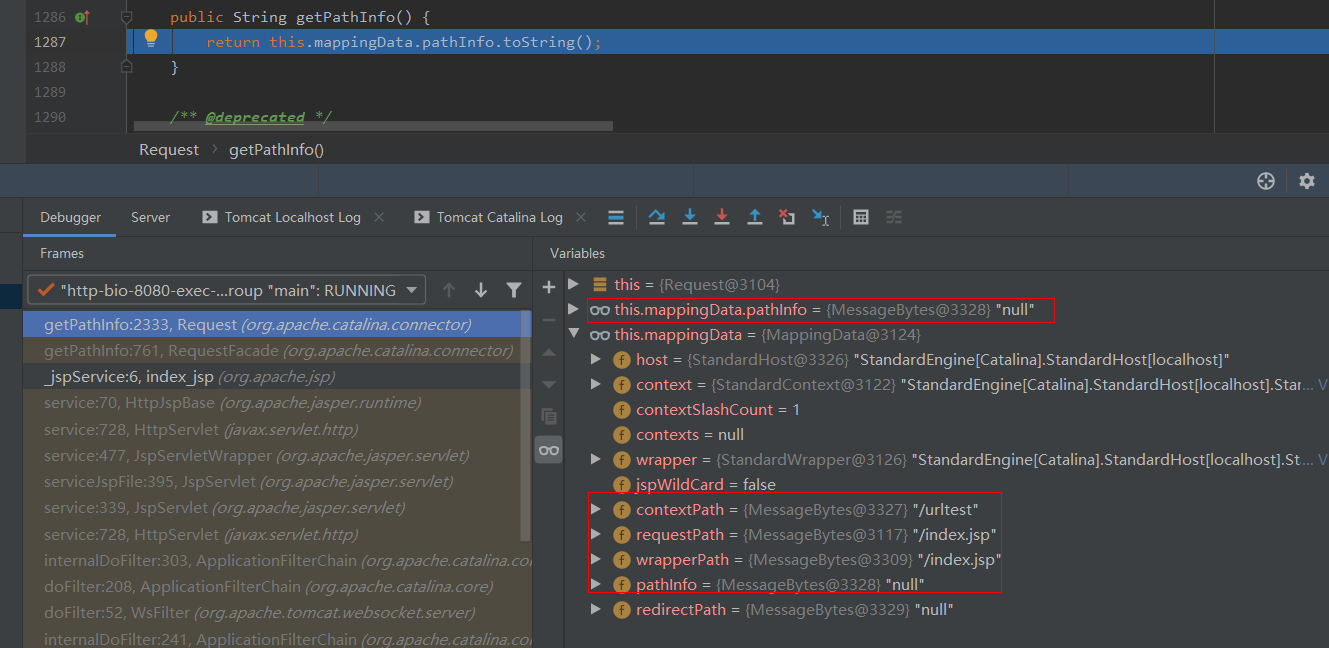 1286 public String getPathInfo() {
1287 return this.mappingData.pathInfo.toString();
1288 }
1289
1290 /** @deprecated */
Request > getPathInfo()
Debugger Server Tomcat Localhost Log × Tomcat Catalina Log ×
Frames
Variables
"http-bio-8080-exec-...roup "main": RUNNING
getPathInfo:2333, Request (org.apache.catalina.connector)
getPathInfo:761, RequestFacade (org.apache.catalina.connector)
_jspService:6, index_jsp (org.apache.jsp)
service:70, HttpJspBase (org.apache.jasper.runtime)
service:728, HttpServlet (javax.servlet.http)
service:477, JspServletWrapper (org.apache.jasper.servlet)
serviceJspFile:395, JspServlet (org.apache.jasper.servlet)
service:339, JspServlet (org.apache.jasper.servlet)
service:728, HttpServlet (javax.servlet.http)
internalDoFilter:303, ApplicationFilterChain (org.apache.catalina.co
doFilter:208, ApplicationFilterChain (org.apache.catalina.core)
doFilter:52, WsFilter (org.apache.tomcat.websocket.server)
internalDoFilter:241, ApplicationFilterChain (org.apache.catalina.co
this = {Request@3104}
this.mappingData.pathInfo = {MessageBytes@3328} "null"
this.mappingData = {MappingData@3124}
host = {StandardHost@3326} "StandardEngine[Catalina].StandardHost[localhost]"
context = {StandardContext@3122} "StandardEngine[Catalina].StandardHost[localhost].Star... V
contextSlashCount = 1
contexts = null
wrapper = {StandardWrapper@3126} "StandardEngine[Catalina].StandardHost[localhost].St... V
jspWildCard = false
contextPath = {MessageBytes@3327} "/urltest"
requestPath = {MessageBytes@3117} "/index.jsp"
wrapperPath = {MessageBytes@3309} "/index.jsp"
pathInfo = {MessageBytes@3328} "null"
redirectPath = {MessageBytes@3329} "null"